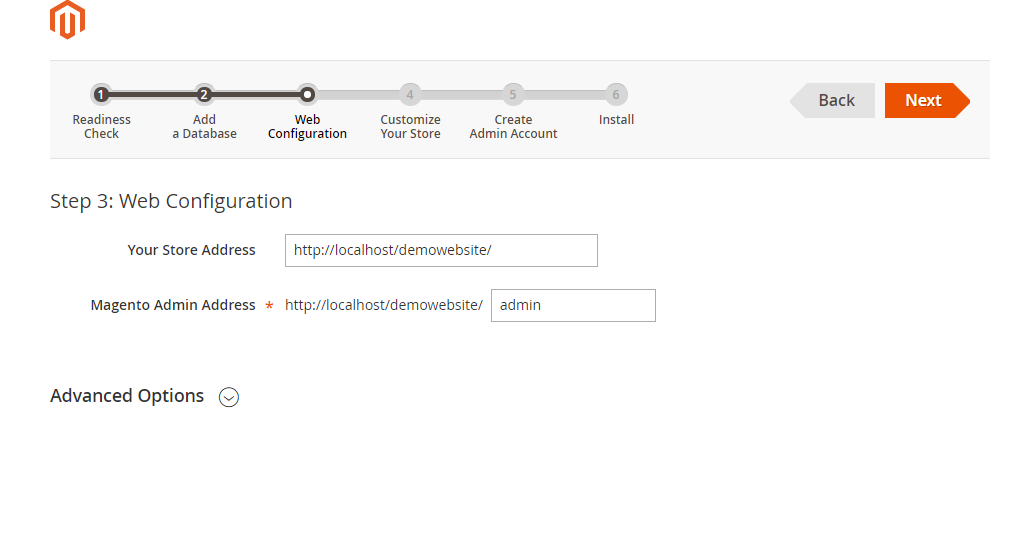 1 2 4 5 6
Readiness Check
Add a Database
Web Configuration
Customize Your Store
Create Admin Account
Install
Back
Next
Step 3: Web Configuration
Your Store Address http://localhost/demowebsite/
Magento Admin Address * http://localhost/demowebsite/ admin
Advanced Options